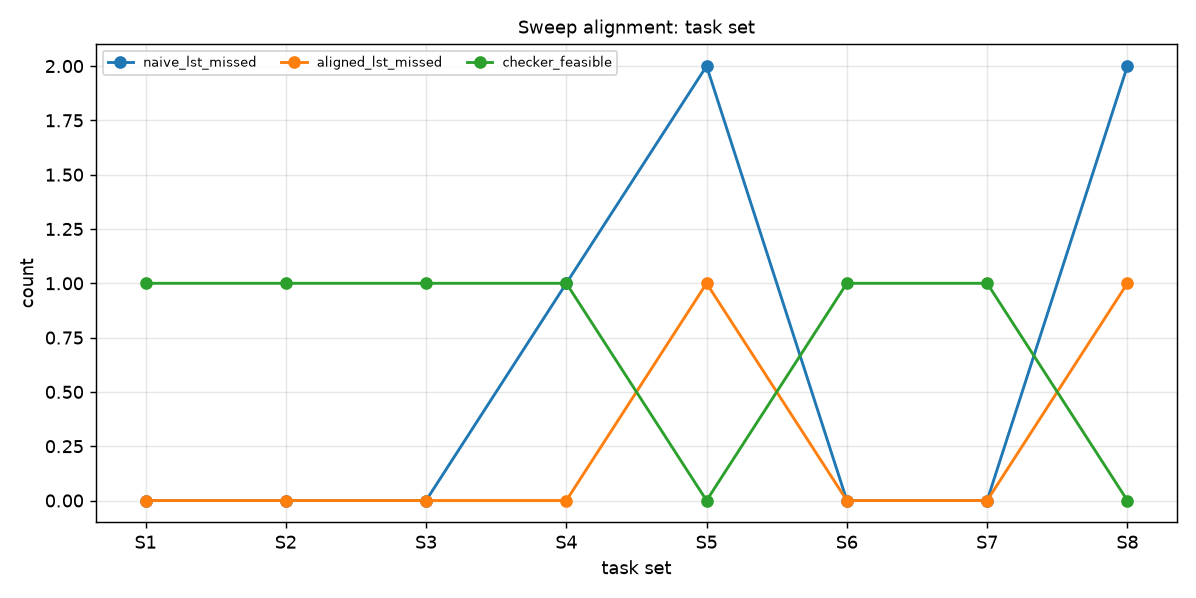 Sweep alignment: task set
naive_lst_missed aligned_lst_missed checker_feasible
2.00
1.75
1.50
1.25
1.00
0.75
0.50
0.25
0.00
count
S1 S2 S3 S4 S5 S6 S7 S8
task set